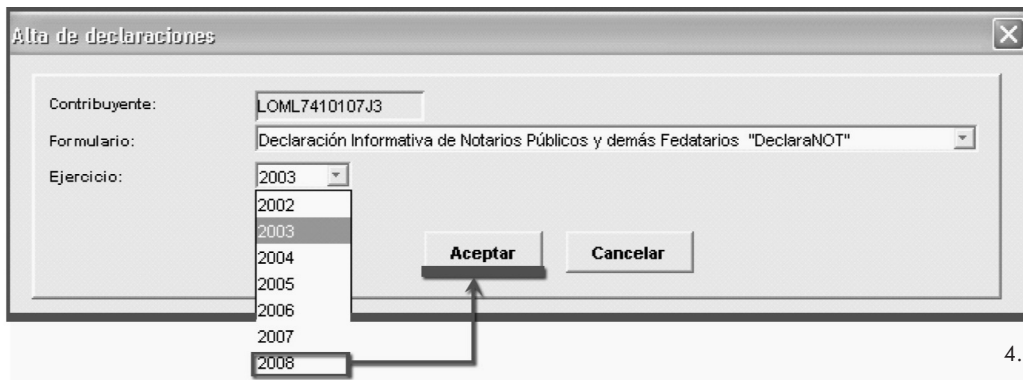 Alta de declaraciones
Contribuyente: LOML7410107J3
Formulario: Declaración Informativa de Notarios Públicos y demás Fedatarios "DeclaraNOT"
Ejercicio: 2003
2002
2003
2004
2005
2006
2007
2008
Aceptar Cancelar
4.